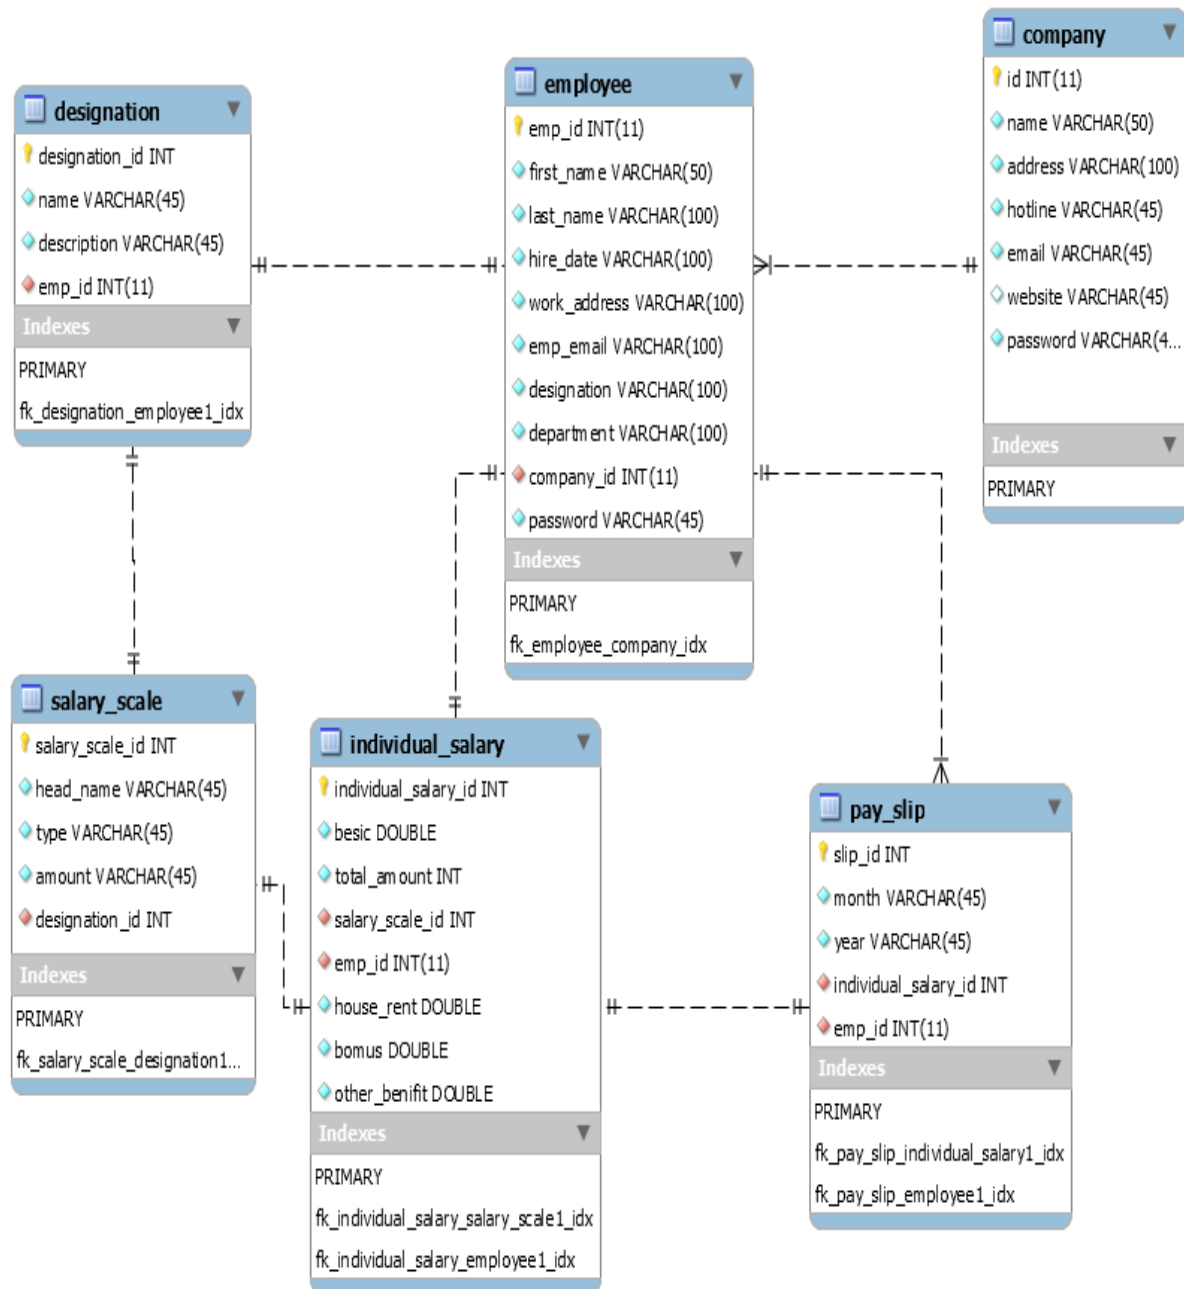 designation
designation_id INT
name VARCHAR(45)
description VARCHAR(45)
emp_id INT(11)
Indexes
PRIMARY
fk_designation_employee1_idx
employee
emp_id INT(11)
first_name VARCHAR(50)
last_name VARCHAR(100)
hire_date VARCHAR(100)
work_address VARCHAR(100)
emp_email VARCHAR(100)
designation VARCHAR(100)
department VARCHAR(100)
company_id INT(11)
password VARCHAR(45)
Indexes
PRIMARY
fk_employee_company_idx
company
id INT(11)
name VARCHAR(50)
address VARCHAR(100)
hotline VARCHAR(45)
email VARCHAR(45)
website VARCHAR(45)
password VARCHAR(4...
Indexes
PRIMARY
salary_scale
salary_scale_id INT
head_name VARCHAR(45)
type VARCHAR(45)
amount VARCHAR(45)
designation_id INT
Indexes
PRIMARY
fk_salary_scale_designation1...
individual_salary
individual_salary_id INT
besic DOUBLE
total_amount INT
salary_scale_id INT
emp_id INT(11)
house_rent DOUBLE
bomus DOUBLE
other_benifit DOUBLE
Indexes
PRIMARY
fk_individual_salary_salary_scale1_idx
fk_individual_salary_employee1_idx
pay_slip
slip_id INT
month VARCHAR(45)
year VARCHAR(45)
individual_salary_id INT
emp_id INT(11)
Indexes
PRIMARY
fk_pay_slip_individual_salary1_idx
fk_pay_slip_employee1_idx